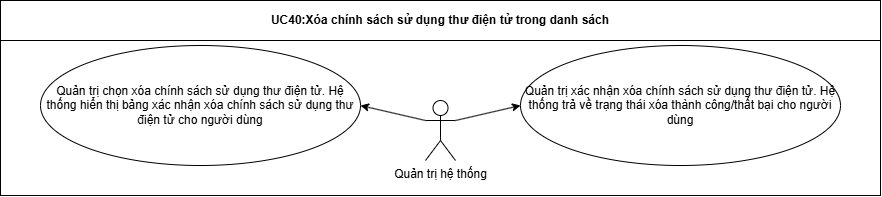 UC40:Xóa chính sách sử dụng thư điện tử trong danh sách
Quản trị chọn xóa chính sách sử dụng thư điện tử. Hệ
thống hiển thị bảng xác nhận xóa chính sách sử dụng thư
điện tử cho người dùng
Quản trị xác nhận xóa chính sách sử dụng thư điện tử. Hệ
thống trả về trạng thái xóa thành công/thất bại cho người
dùng
Quản trị hệ thống